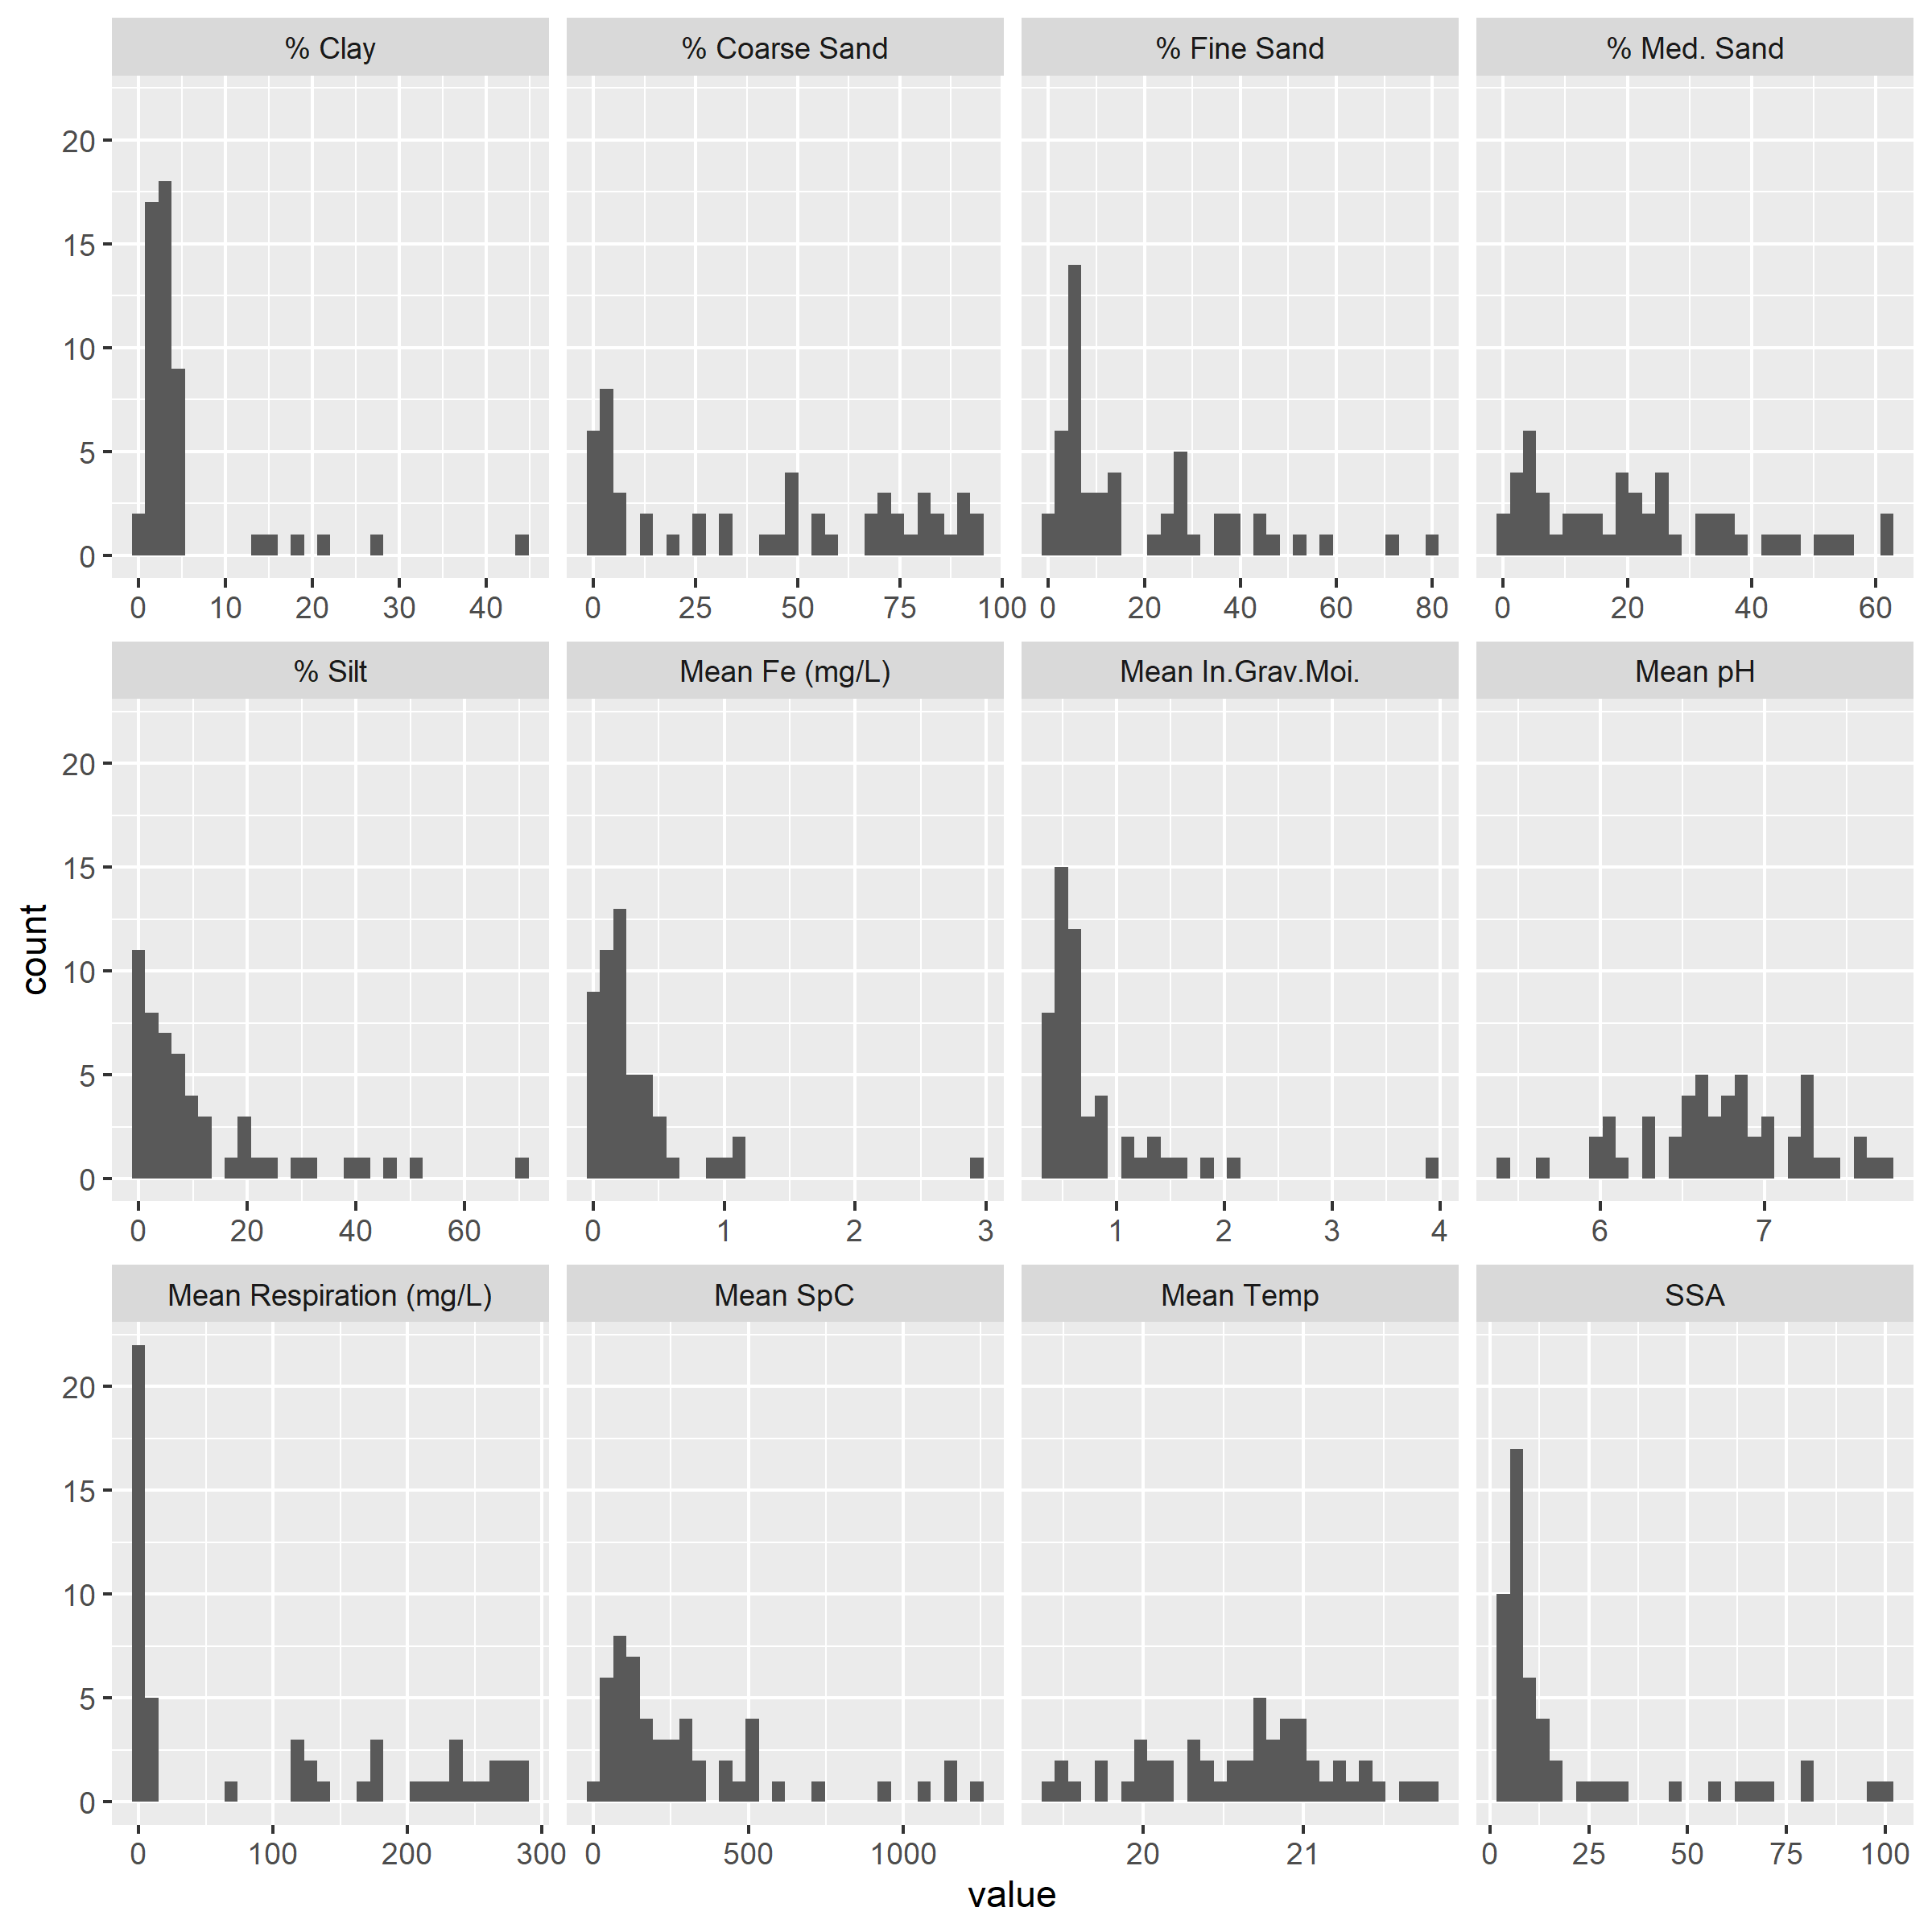 % Clay % Coarse Sand % Fine Sand % Med. Sand
20
15
10
5
0
0 10 20 30 40 0 25 50 75 100 0 20 40 60 80 0 20 40 60
% Silt Mean Fe (mg/L) Mean In.Grav.Moi. Mean pH
20
15
10
5
0
count
0 20 40 60 0 1 2 3 1 2 3 4 6 7
Mean Respiration (mg/L) Mean SpC Mean Temp SSA
20
15
10
5
0
0 100 200 300 0 500 1000 20 21 0 25 50 75 100
value